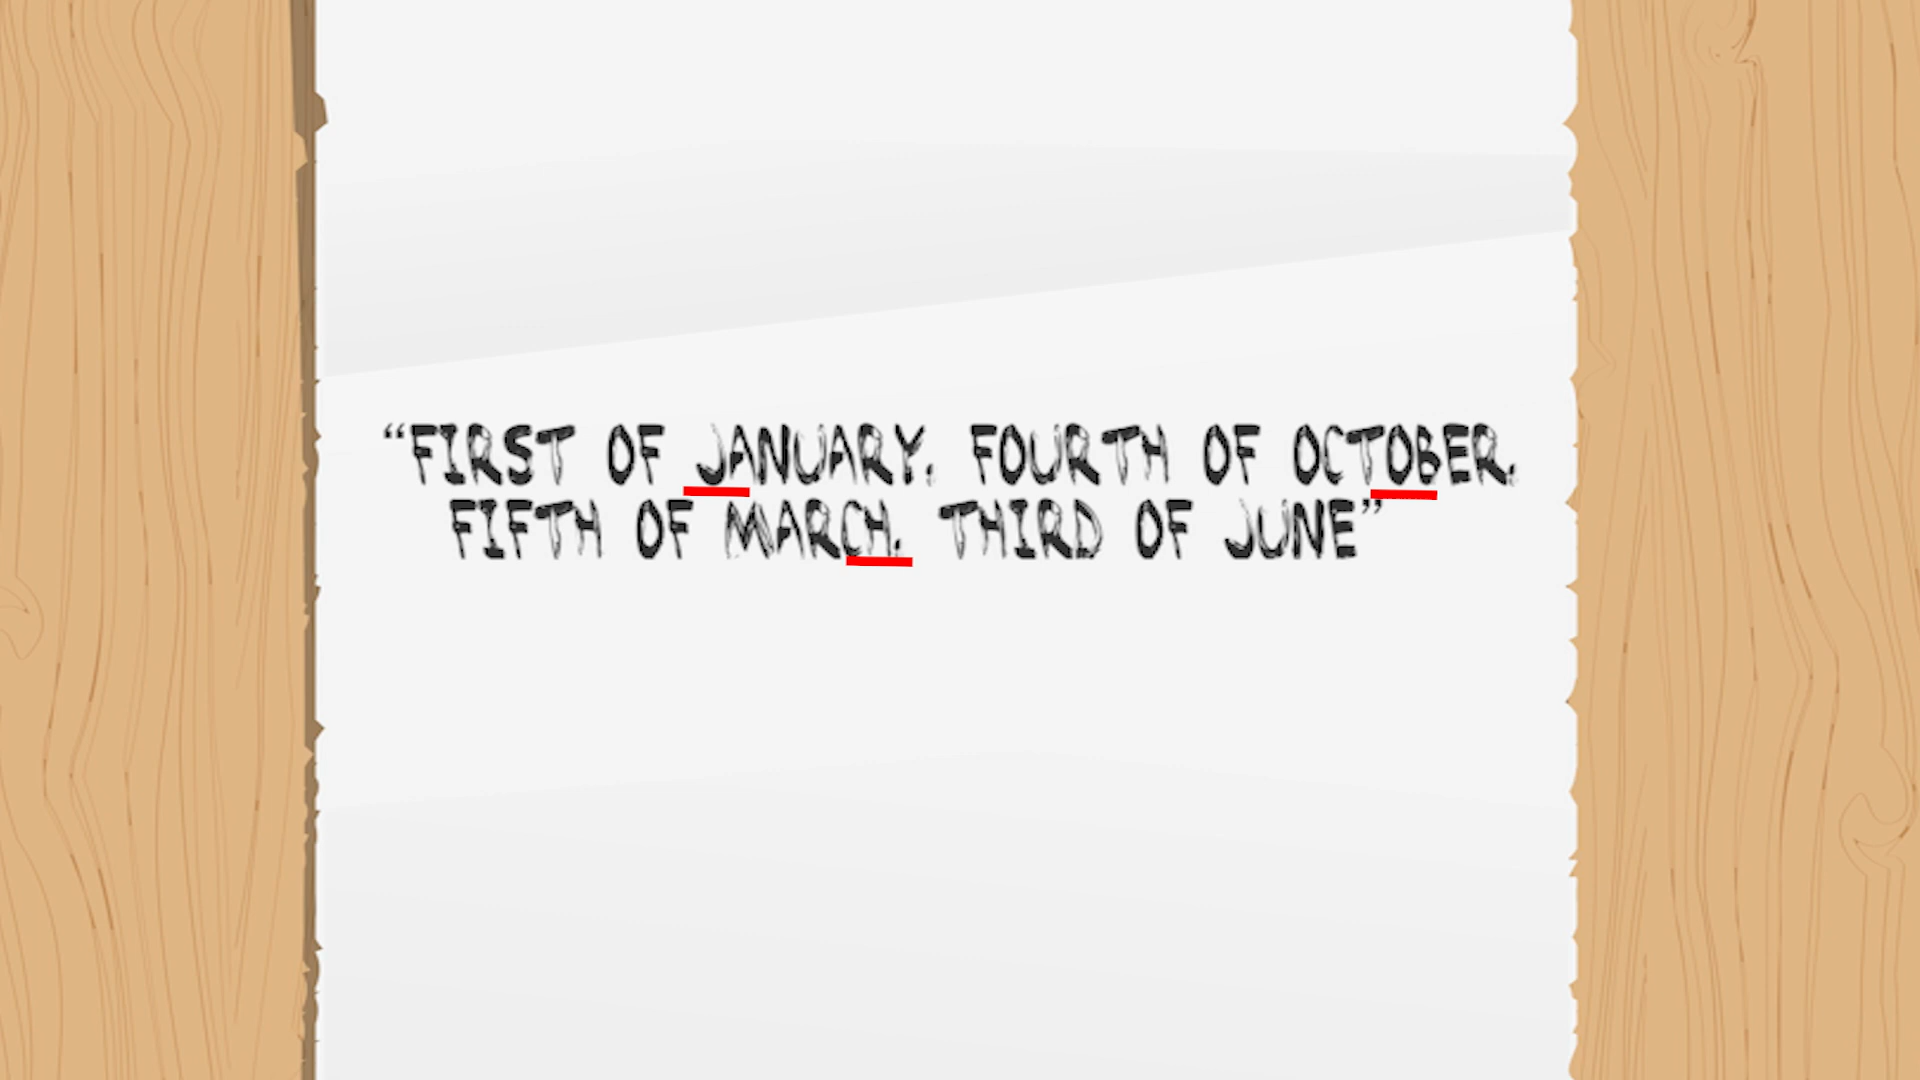 “FIRST OF JANUARY, FOURTH OF OCTOBER,
FIFTH OF MARCH, THIRD OF JUNE”